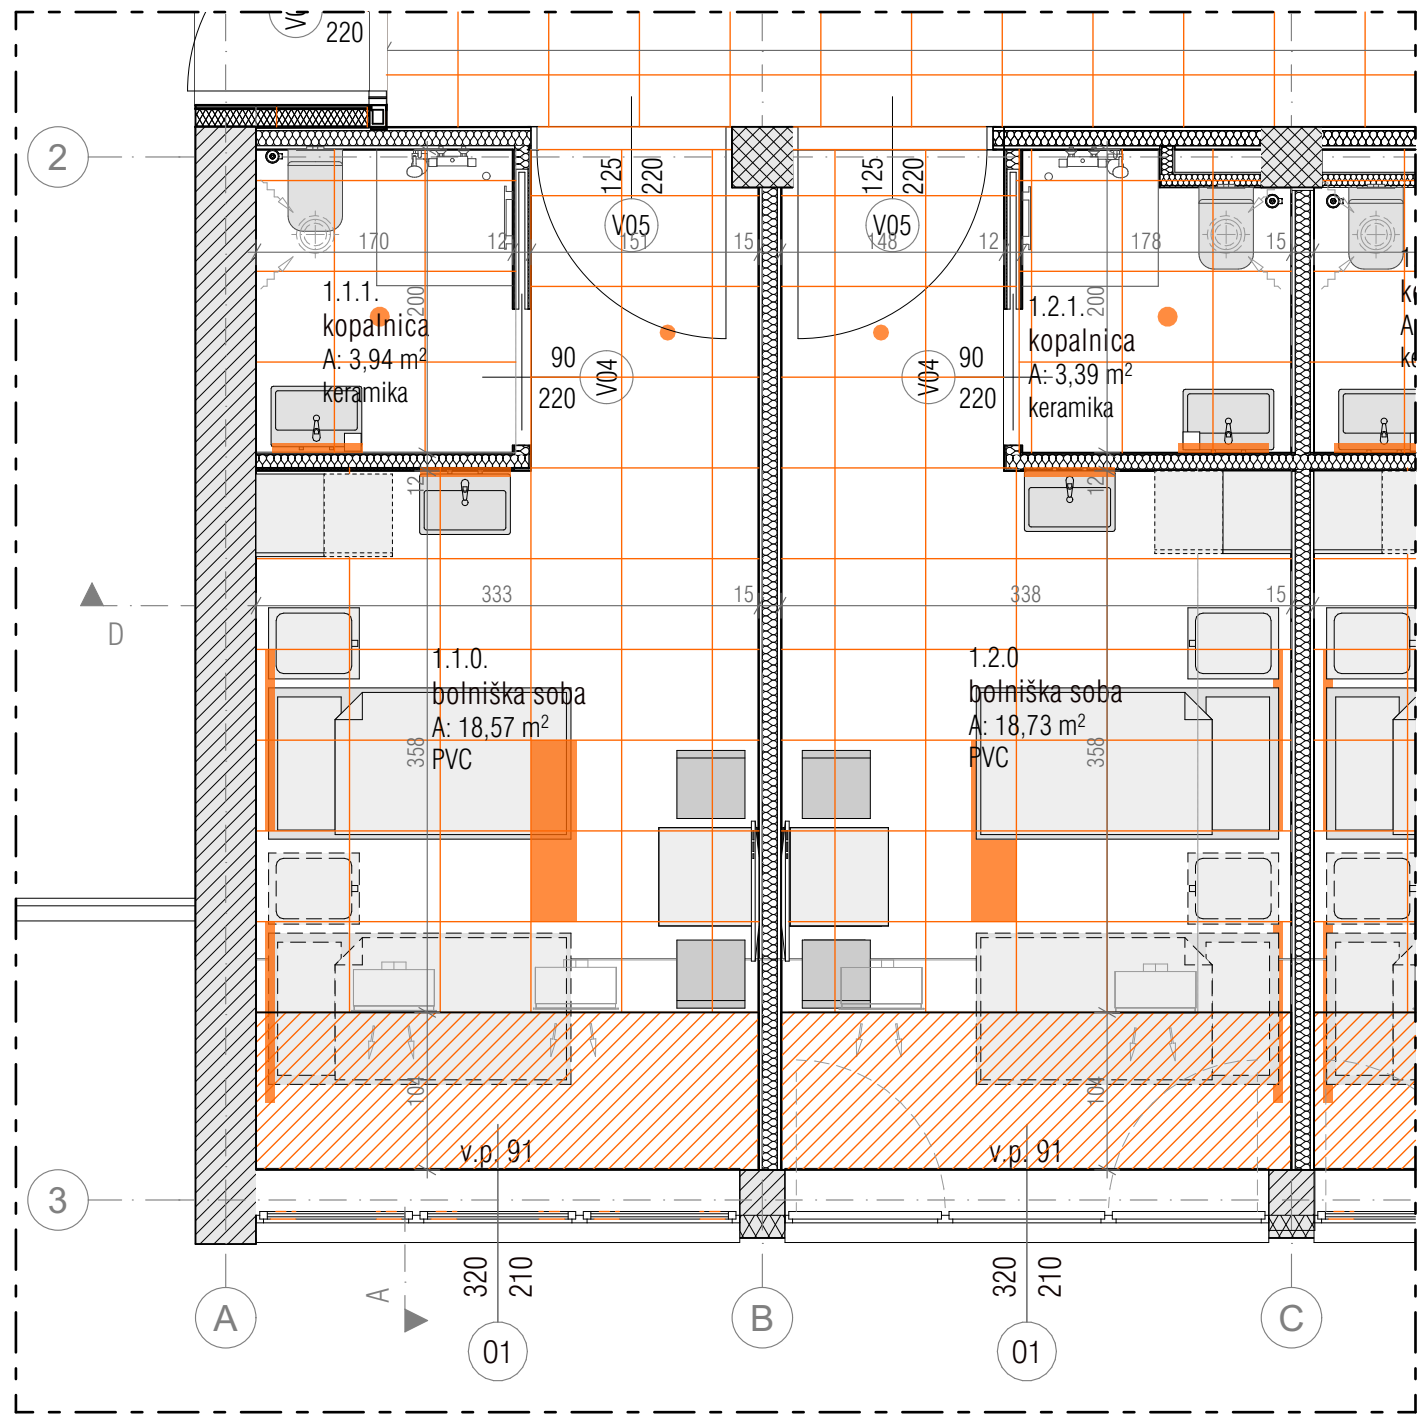 220
2
125
220
125
220
V05
V05
170
12
151
15
148
12
178
15
1.1.1.
kopalnica
A: 3,94 m²
keramika
200
90
220
V04
V04
90
220
1.2.1.
kopalnica
A: 3,39 m²
keramika
200
12
12
333
15
338
15
D
1.1.0.
bolniška soba
A: 18,57 m²
PVC
358
1.2.0
bolniška soba
A: 18,73 m²
PVC
358
104
104
v.p. 91
v.p. 91
3
320
210
320
210
A
A
B
C
01
01